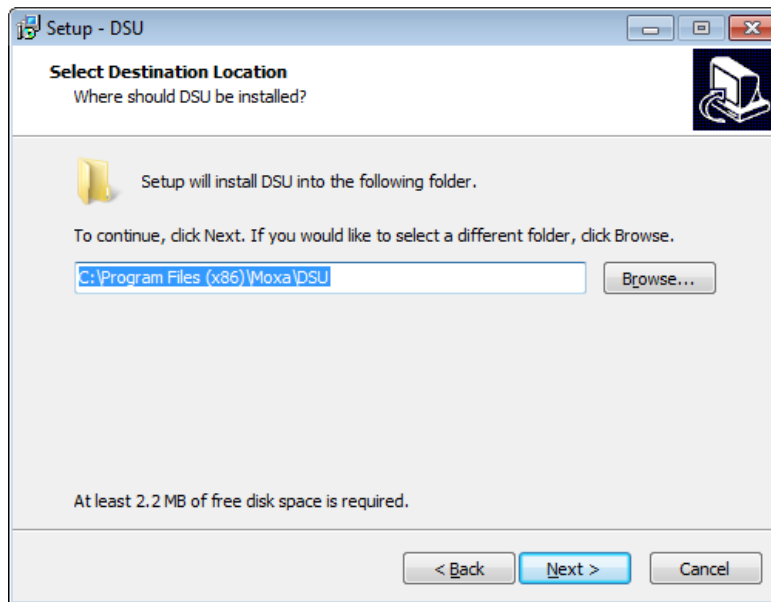 Setup - DSU
Select Destination Location
Where should DSU be installed?
Setup will install DSU into the following folder.
To continue, click Next. If you would like to select a different folder, click Browse.
C:\Program Files (x86)\Moxa\DSU
Browse...
At least 2.2 MB of free disk space is required.
< Back
Next >
Cancel